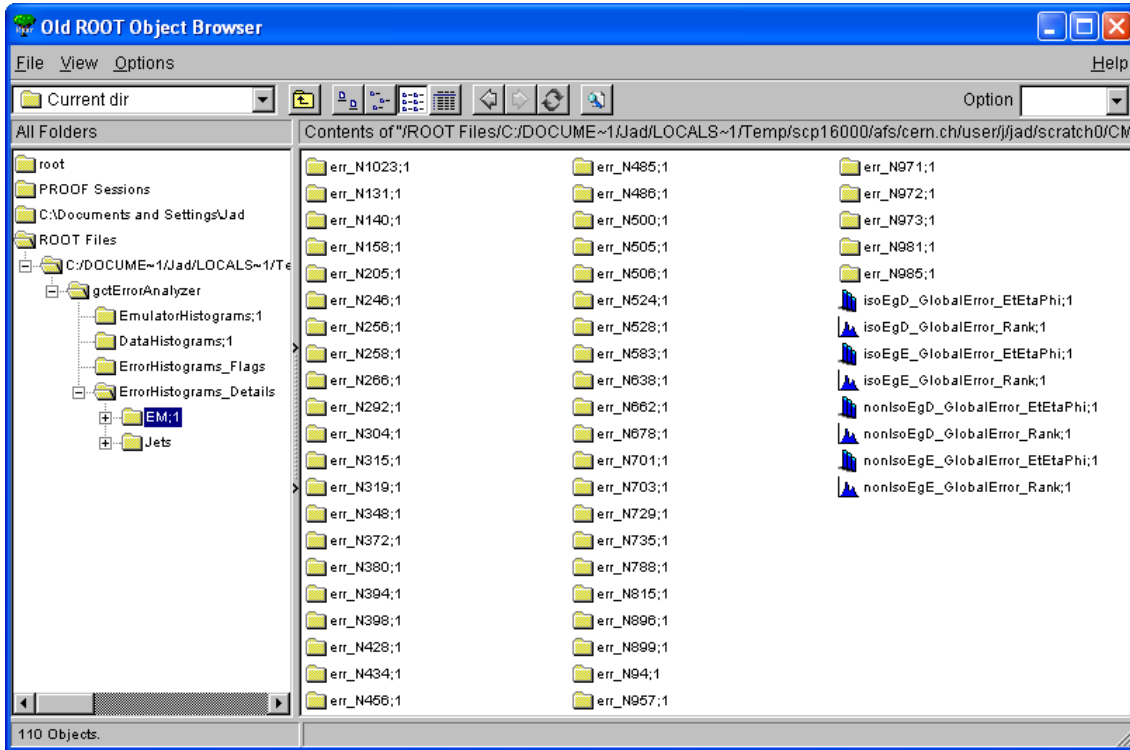 Old ROOT Object Browser
File View Options Help
Current dir Option
All Folders
Contents of"/ROOT Files/C:/DOCUME~1/Jad/LOCALS~1/Temp/scp16000/afs/cern.ch/user/j/jad/scratch0/CM
root
PROOF Sessions
C:\Documents and Settings\Jad
ROOT Files
C:/DOCUME~1/Jad/LOCALS~1/Te
gctErrorAnalyzer
EmulatorHistograms;1
DataHistograms;1
ErrorHistograms_Flags
ErrorHistograms_Details
EM;1
Jets
err_N1023;1
err_N131;1
err_N140;1
err_N158;1
err_N205;1
err_N246;1
err_N256;1
err_N258;1
err_N266;1
err_N292;1
err_N304;1
err_N315;1
err_N319;1
err_N348;1
err_N372;1
err_N380;1
err_N394;1
err_N398;1
err_N428;1
err_N434;1
err_N456;1
err_N485;1
err_N486;1
err_N500;1
err_N505;1
err_N506;1
err_N524;1
err_N528;1
err_N583;1
err_N638;1
err_N662;1
err_N678;1
err_N701;1
err_N703;1
err_N729;1
err_N735;1
err_N788;1
err_N815;1
err_N896;1
err_N899;1
err_N94;1
err_N957;1
err_N971;1
err_N972;1
err_N973;1
err_N981;1
err_N985;1
isoEgD_GlobalError_EtEtaPhi;1
isoEgD_GlobalError_Rank;1
isoEgE_GlobalError_EtEtaPhi;1
isoEgE_GlobalError_Rank;1
nonIsoEgD_GlobalError_EtEtaPhi;1
nonIsoEgD_GlobalError_Rank;1
nonIsoEgE_GlobalError_EtEtaPhi;1
nonIsoEgE_GlobalError_Rank;1
110 Objects.